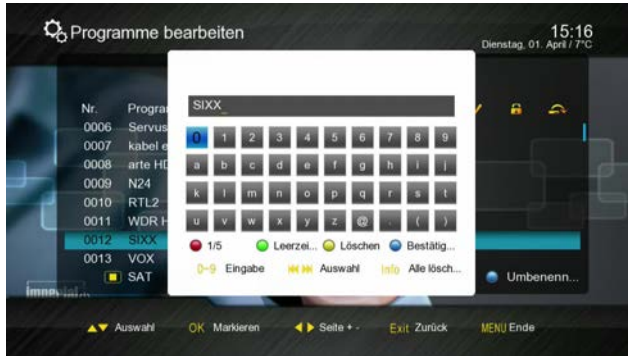 Programme bearbeiten
15:16
Dienstag, 01. April / 7°C
Nr. Progra
0006 Servus
0007 kabel e
0008 arte HD
0009 N24
0010 RTL2
0011 WDR H
0012 SIXX
0013 VOX
SAT
SIXX_
0 1 2 3 4 5 6 7 8 9
a b c d e f g h i j
k l m n o p q r s t
u v w x y z @ . ( )
1/5 Leerzei... Löschen Bestätig...
0-9 Eingabe Auswahl Info Alle lösch...
Umbenenn...
Auswahl OK Markieren Seite + - Exit Zurück MENU Ende